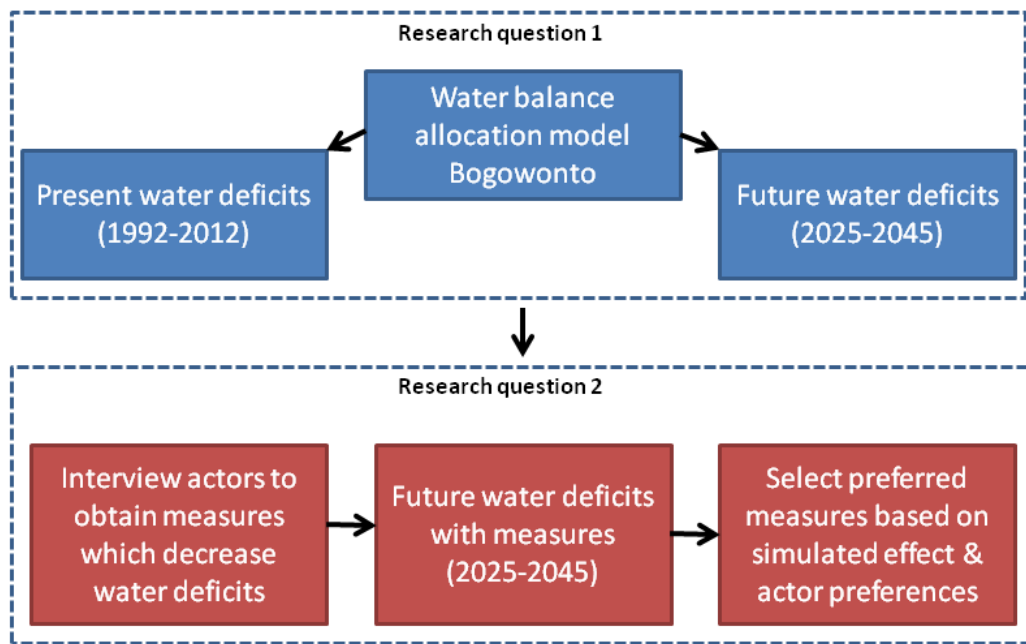 Research question 1
Water balance
allocation model
Bogowonto
Present water deficits
(1992-2012)
Future water deficits
(2025-2045)
Research question 2
Interview actors to
obtain measures
which decrease
water deficits
Future water deficits
with measures
(2025-2045)
Select preferred
measures based on
simulated effect &
actor preferences